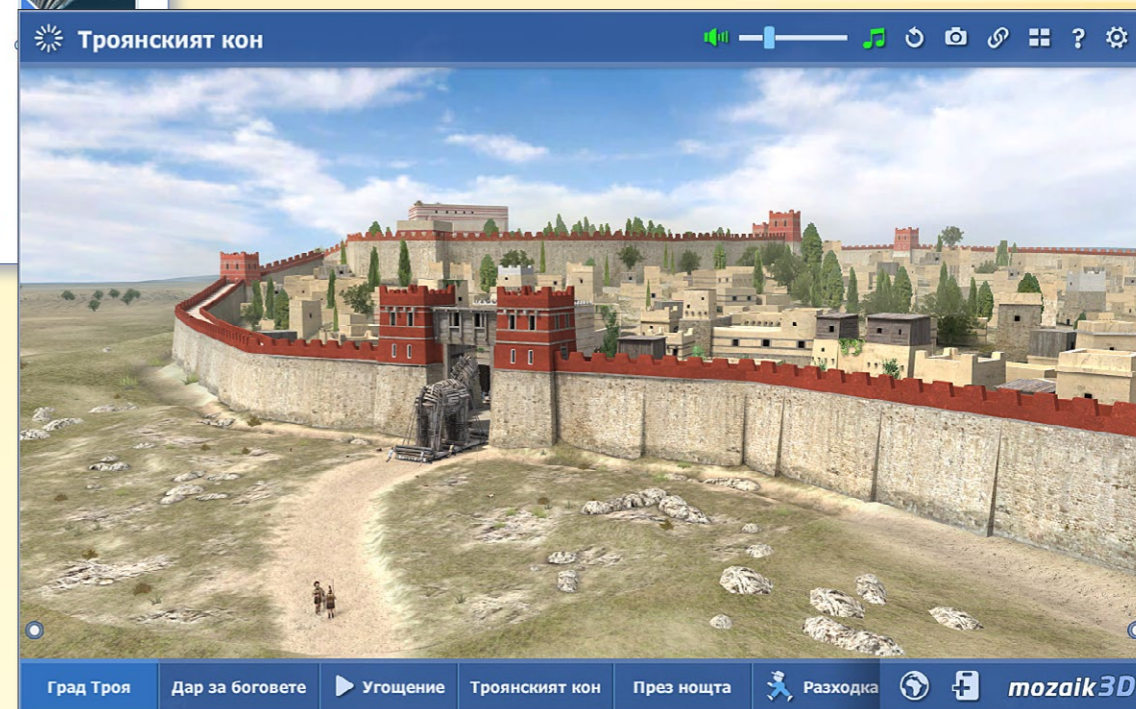 Троянският кон
Град Троя
Дар за боговете
Угощение
Троянският кон
През нощта
Разходка
mozaik3D